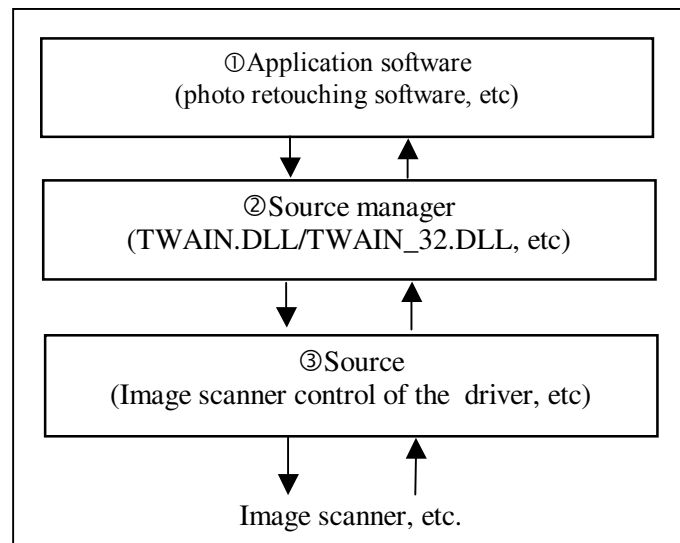 ①Application software
(photo retouching software, etc)
②Source manager
(TWAIN.DLL/TWAIN_32.DLL, etc)
③Source
(Image scanner control of the driver, etc)
Image scanner, etc.